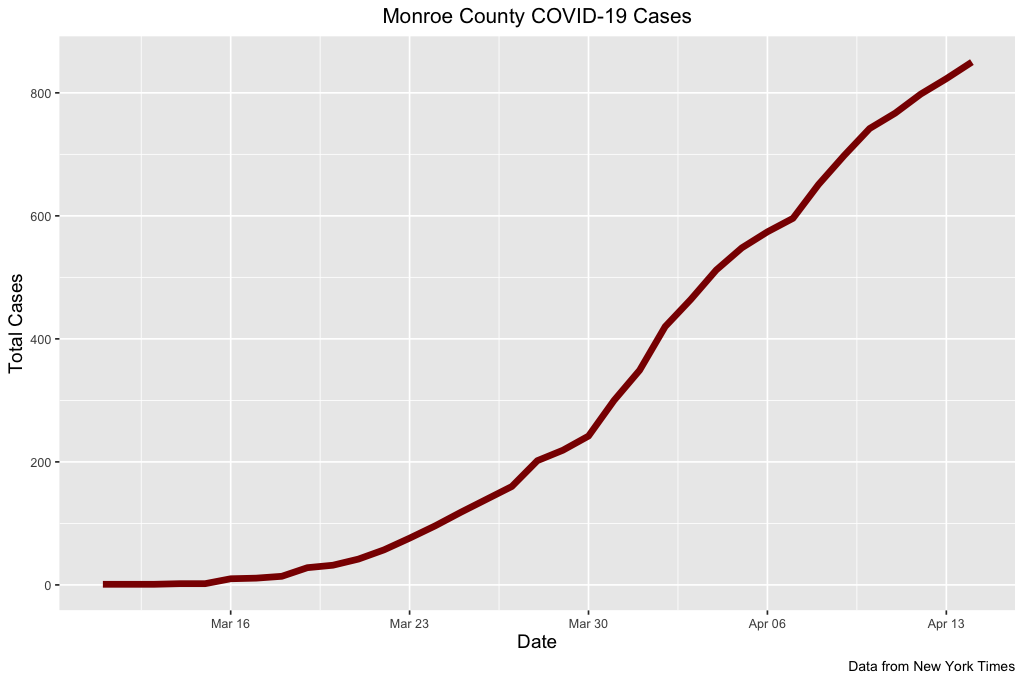 Monroe County COVID-19 Cases
Total Cases
800
600
400
200
0
Mar 16 Mar 23 Mar 30 Apr 06 Apr 13
Date
Data from New York Times